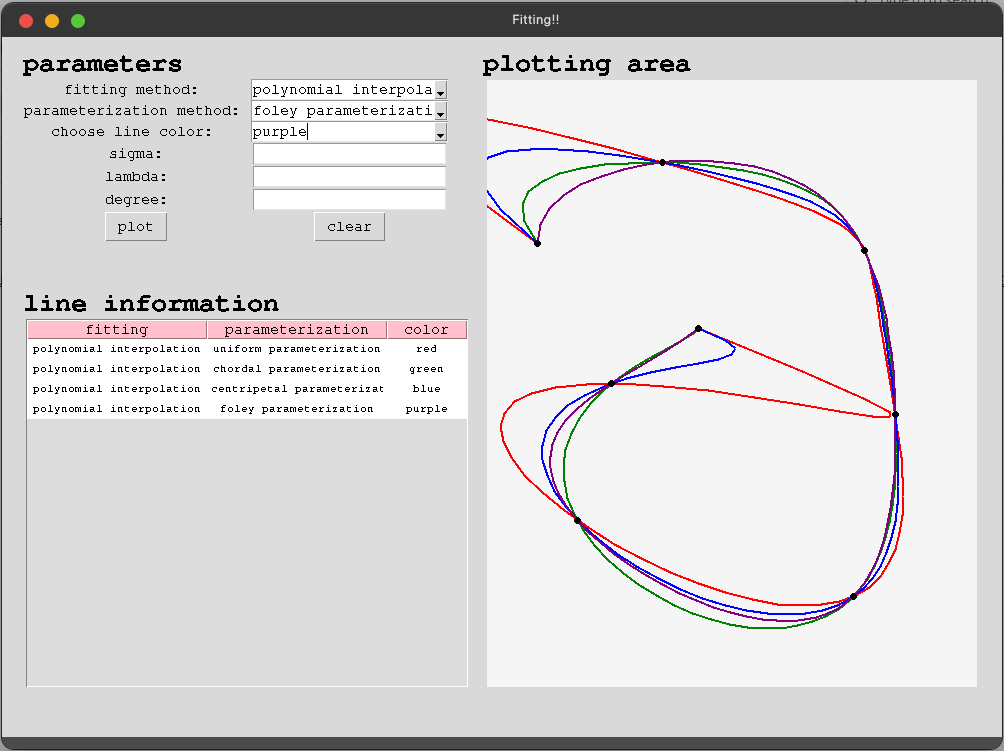 Fitting!!
parameters
fitting method: polynomial interpola
parameterization method: foley parameterizati
choose line color: purple
sigma:
lambda:
degree:
plot clear
line information
fitting parameterization color
polynomial interpolation uniform parameterization red
polynomial interpolation chordal parameterization green
polynomial interpolation centripetal parameterizat blue
polynomial interpolation foley parameterization purple
plotting area